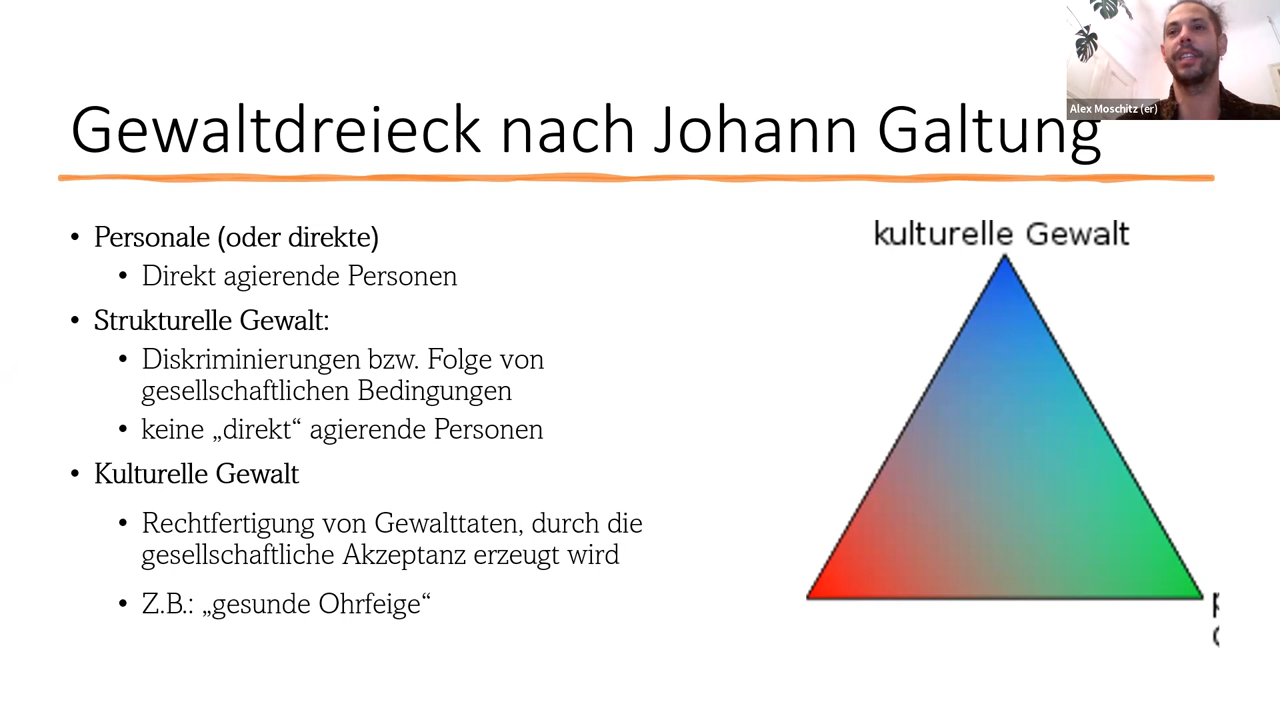 Alex Moschitz (er)
Gewaltdreieck nach Johann Galtung
• Personale (oder direkte)
• Direkt agierende Personen
• Strukturelle Gewalt:
• Diskriminierungen bzw. Folge von
gesellschaftlichen Bedingungen
• keine „direkt“ agierende Personen
• Kulturelle Gewalt
• Rechtfertigung von Gewalttaten, durch die
gesellschaftliche Akzeptanz erzeugt wird
• Z.B.: „gesunde Ohrfeige“
kulturelle Gewalt